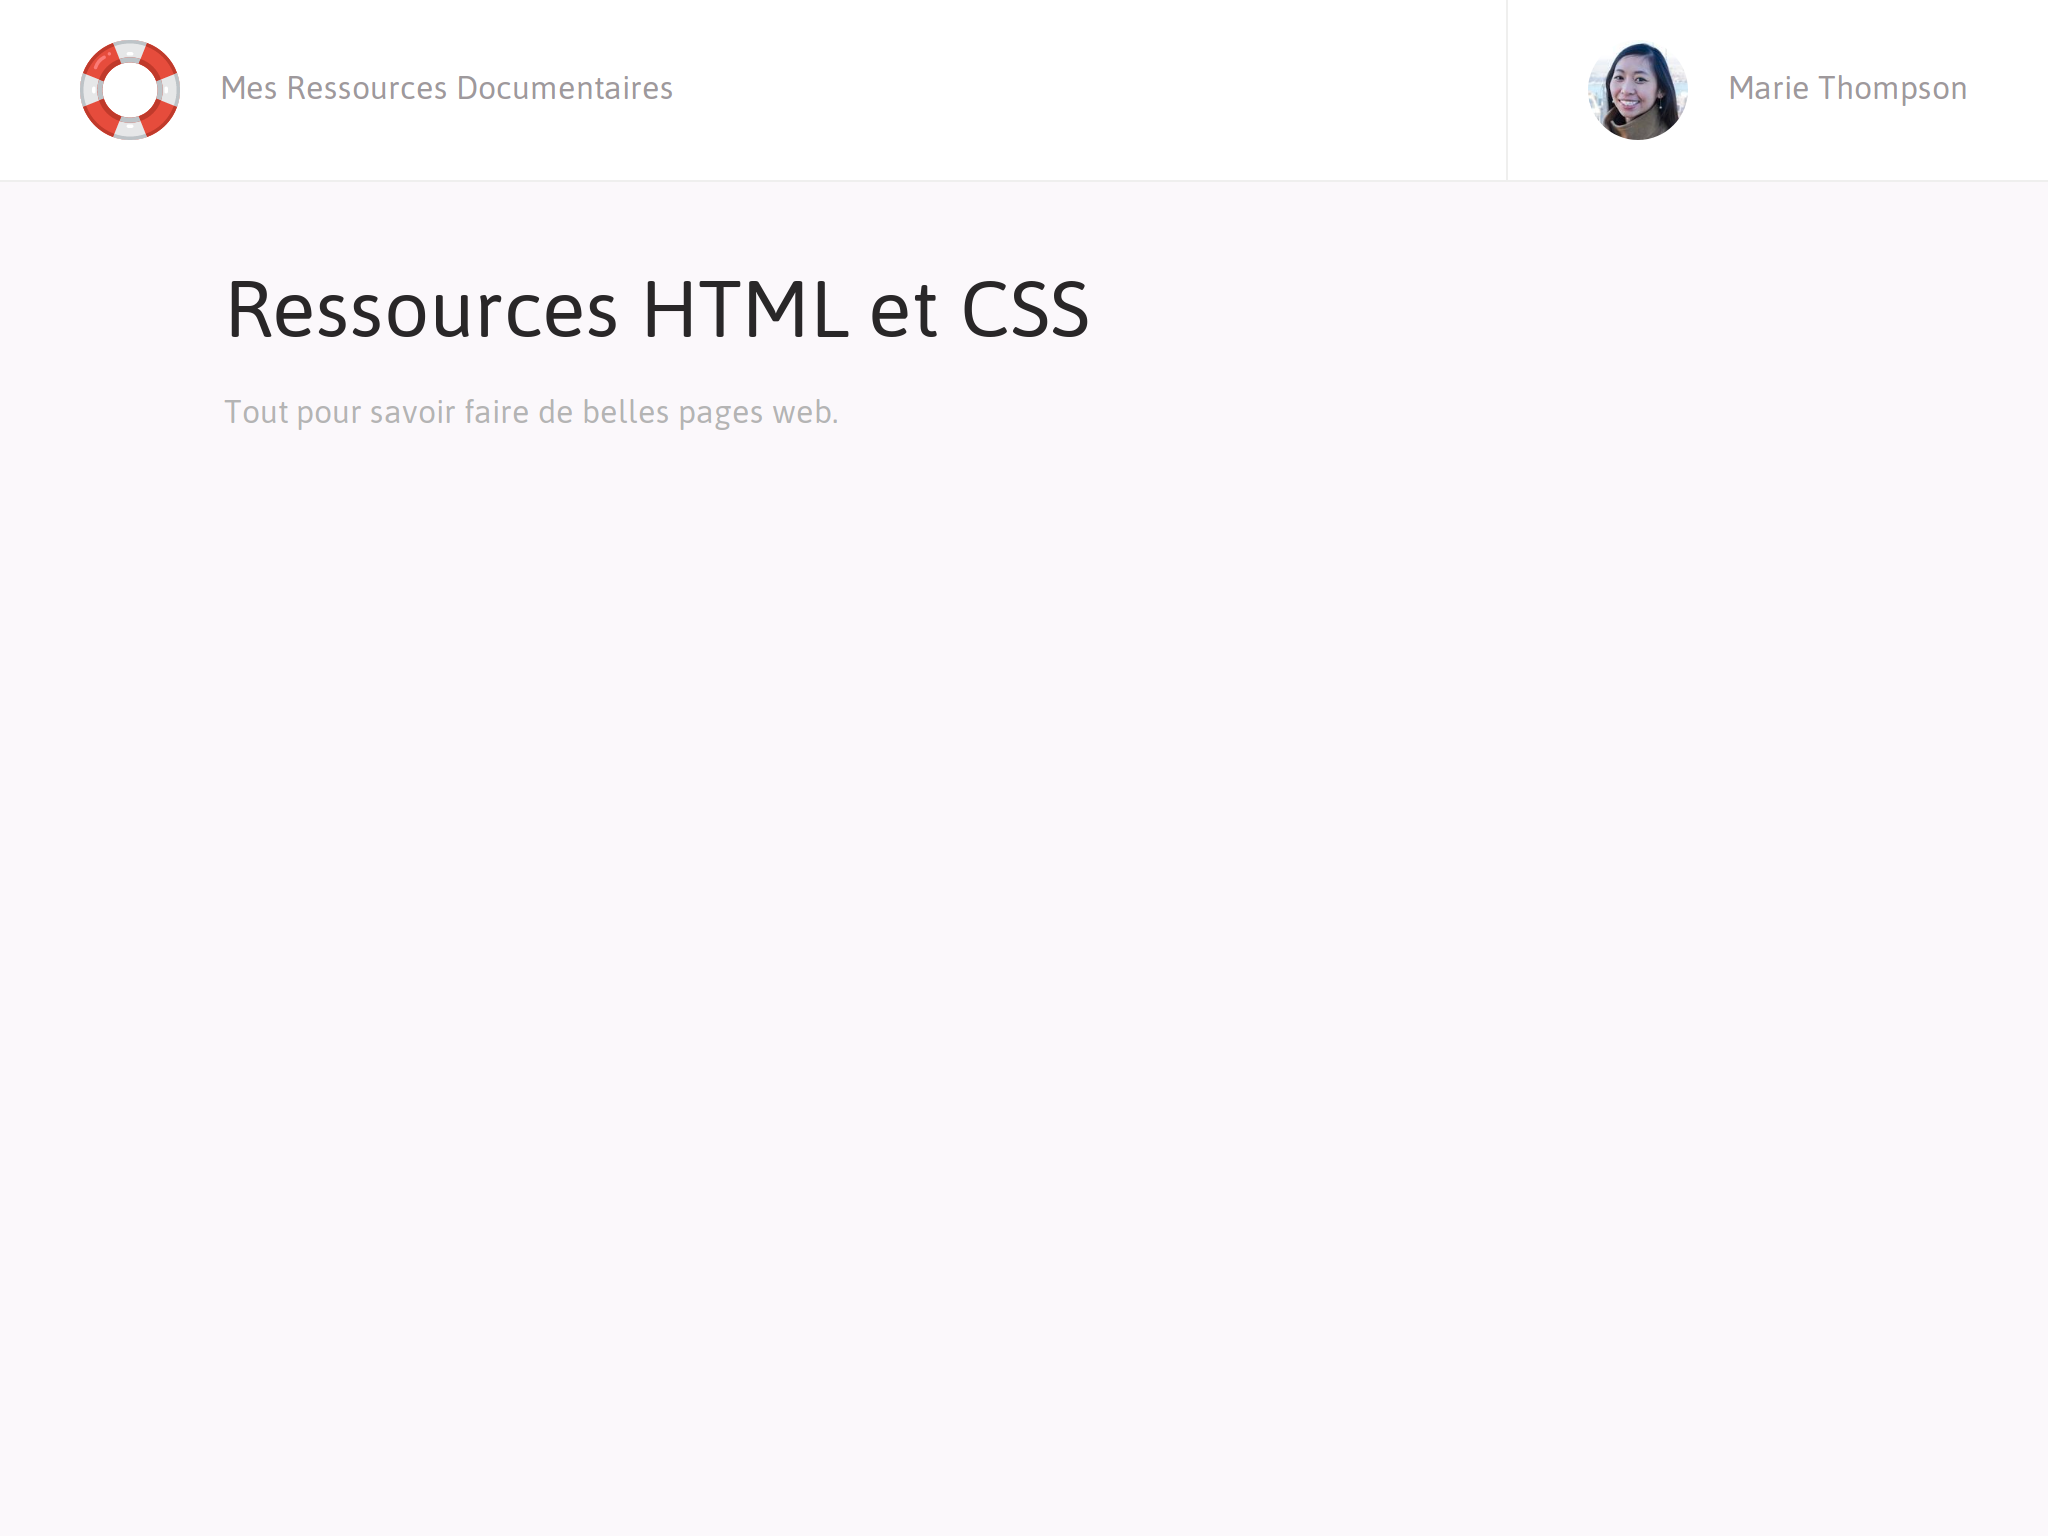 Mes Ressources Documentaires
Marie Thompson
Ressources HTML et CSS
Tout pour savoir faire de belles pages web.